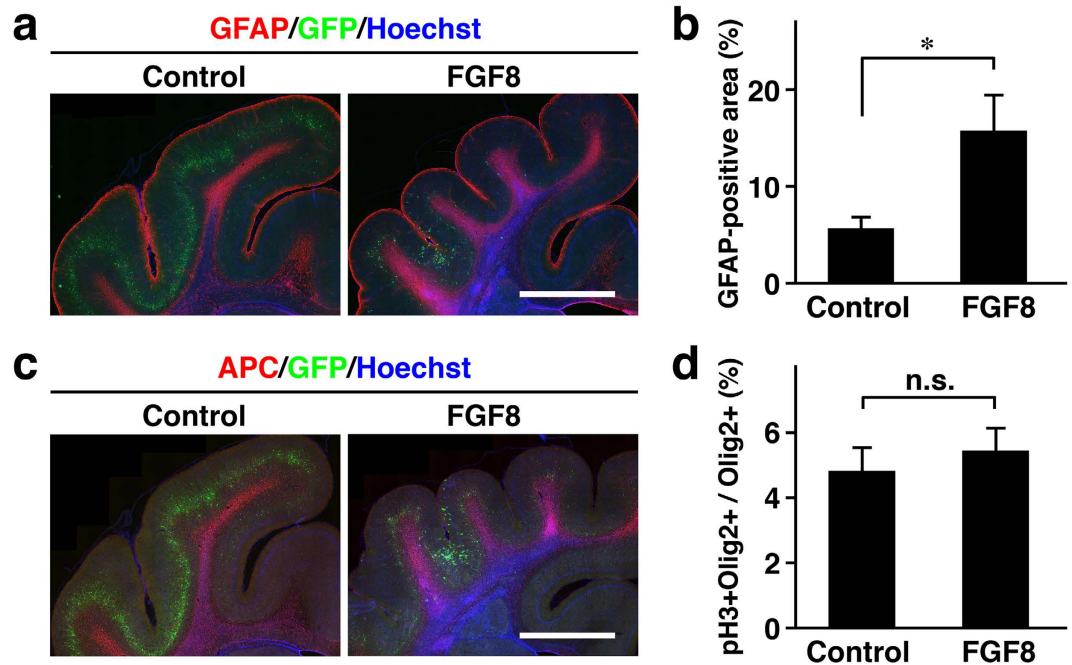 a
GFAP/GFP/Hoechst
Control
FGF8
b
GFAP-positive area (%)
20
10
0
*
Control
FGF8
c
APC/GFP/Hoechst
Control
FGF8
d
pH3+Olig2+ / Olig2+ (%)
6
4
2
0
n.s.
Control
FGF8